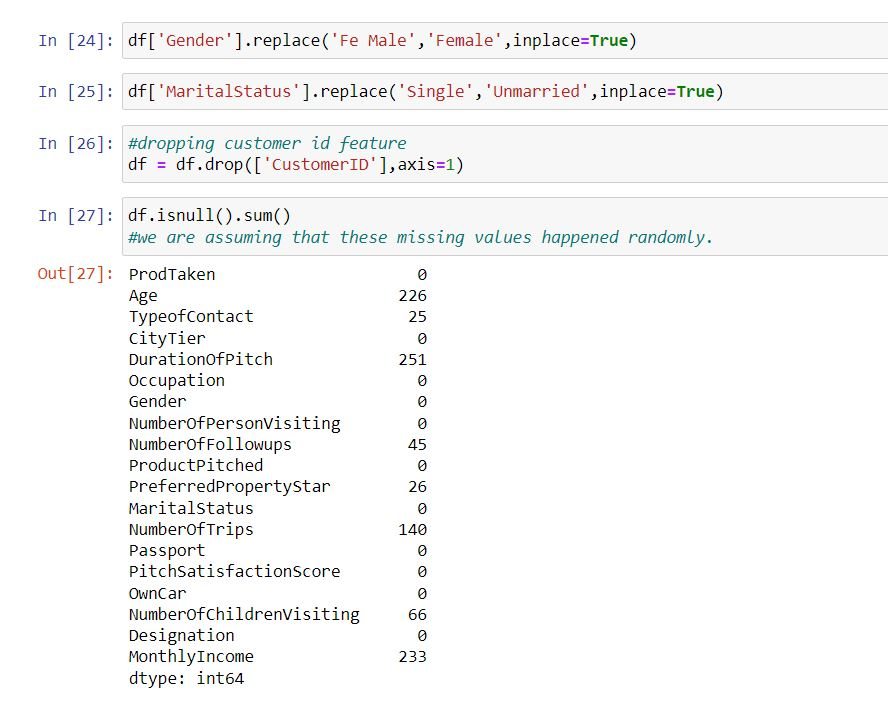 In [24]: df['Gender'].replace('Fe Male','Female',inplace=True)
In [25]: df['MaritalStatus'].replace('Single','Unmarried',inplace=True)
In [26]: #dropping customer id feature
df = df.drop(['CustomerID'],axis=1)
In [27]: df.isnull().sum()
#we are assuming that these missing values happened randomly.
Out[27]: ProdTaken 0
Age 226
TypeofContact 25
CityTier 0
DurationOfPitch 251
Occupation 0
Gender 0
NumberOfPersonVisiting 0
NumberOfFollowups 45
ProductPitched 0
PreferredPropertyStar 26
MaritalStatus 0
NumberOfTrips 140
Passport 0
PitchSatisfactionScore 0
OwnCar 0
NumberOfChildrenVisiting 66
Designation 0
MonthlyIncome 233
dtype: int64